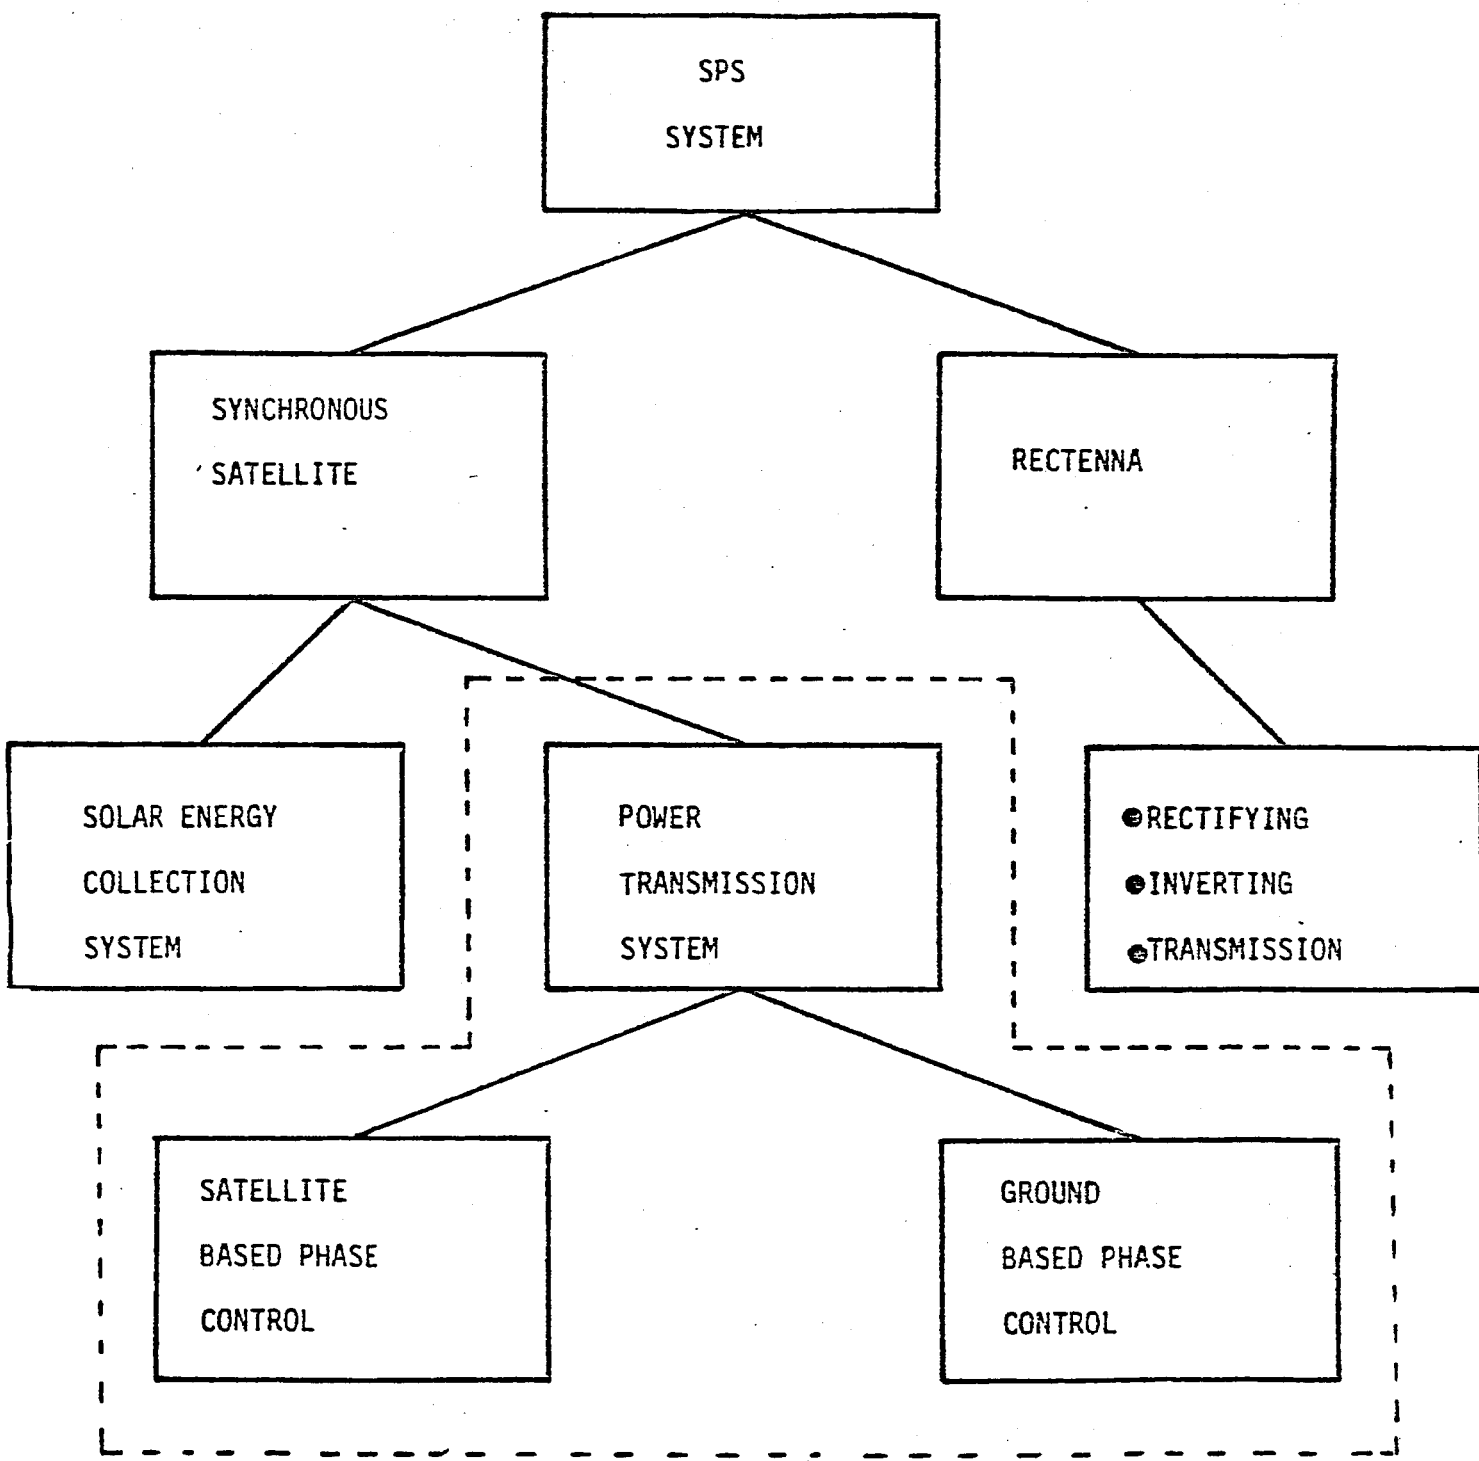 SPS
SYSTEM
SYNCHRONOUS
SATELLITE
RECTENNA
SOLAR ENERGY
COLLECTION
SYSTEM
POWER
TRANSMISSION
SYSTEM
●RECTIFYING
●INVERTING
●TRANSMISSION
SATELLITE
BASED PHASE
CONTROL
GROUND
BASED PHASE
CONTROL